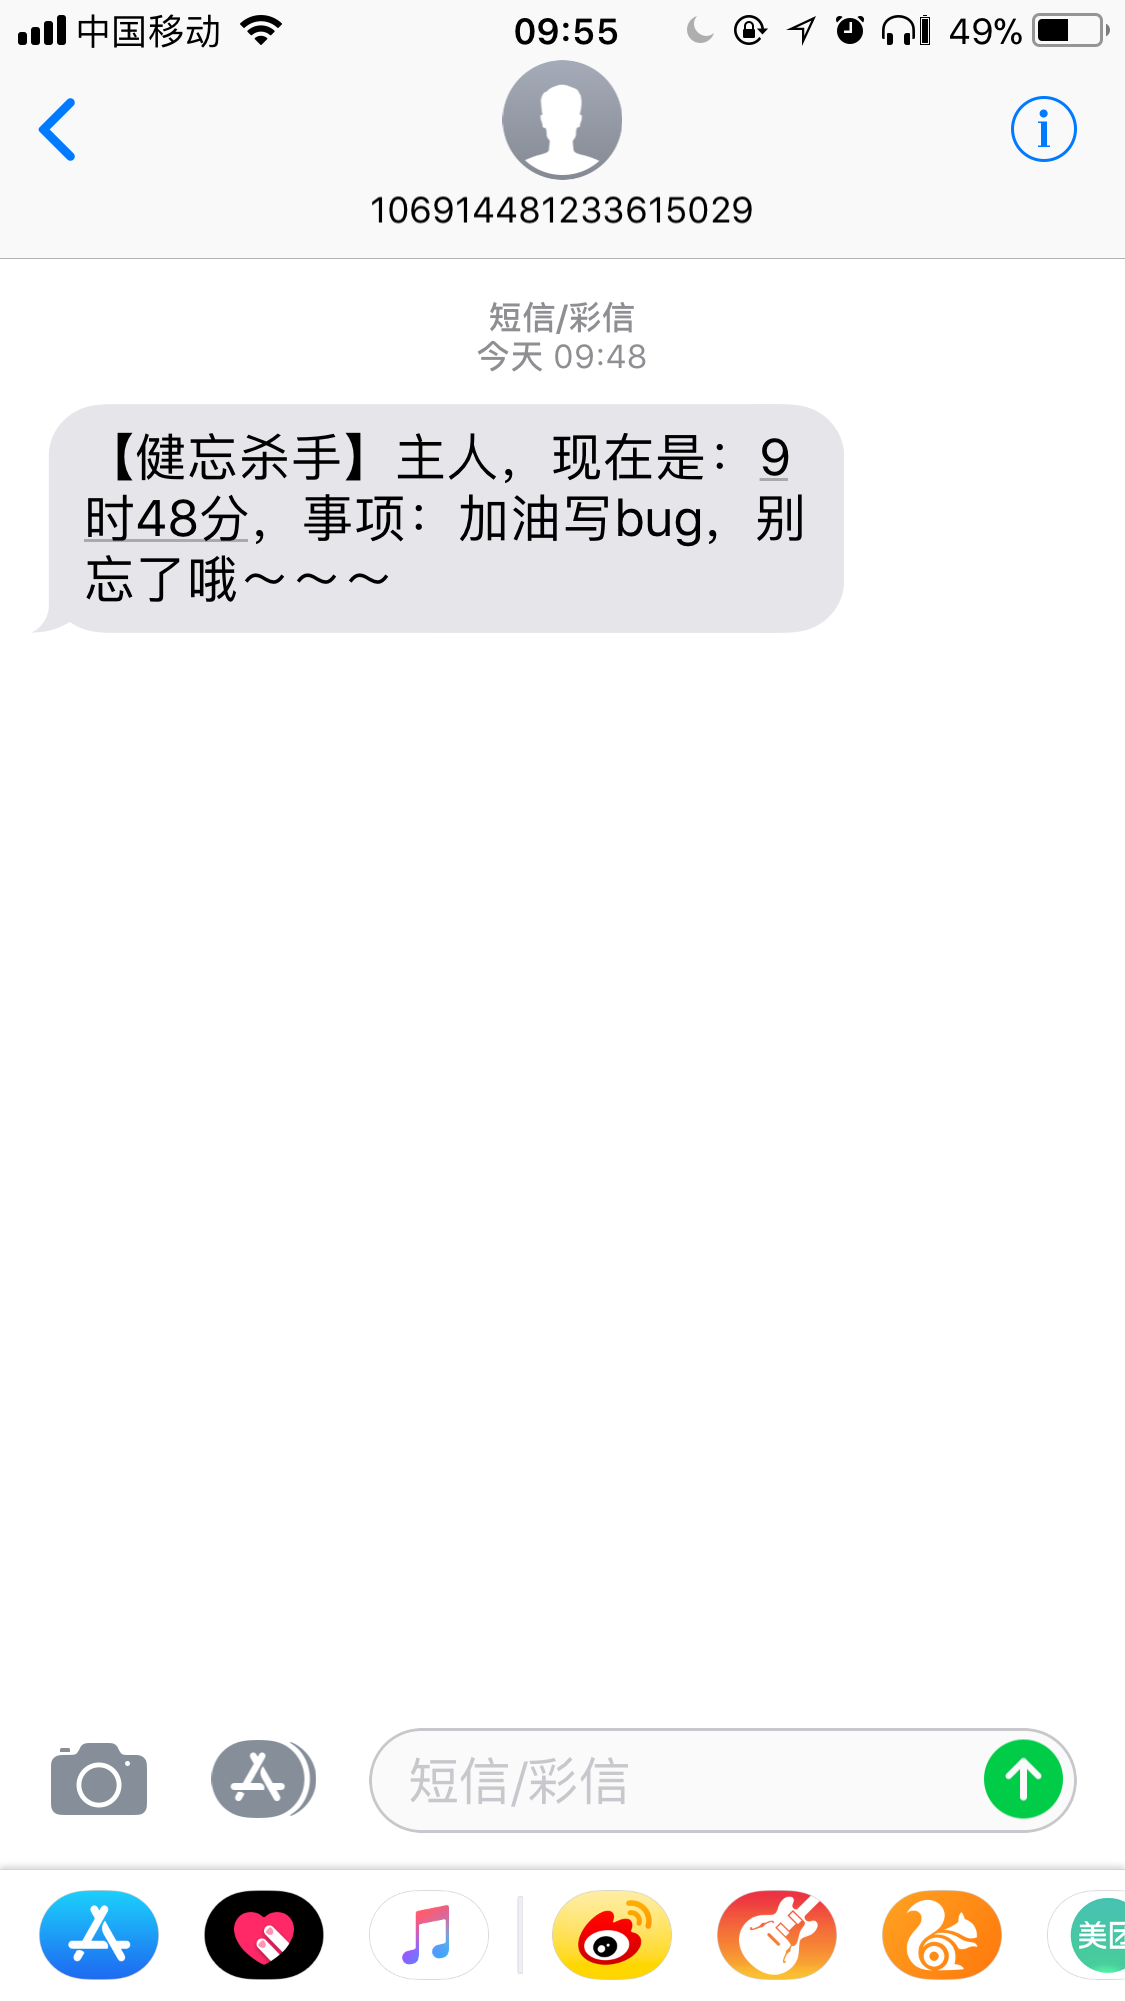 中国移动
09:55
49%
106914481233615029
短信/彩信
今天 09:48
【健忘杀手】主人，现在是：9
时48分，事项：加油写bug，别
忘了哦～～～
短信/彩信
美团